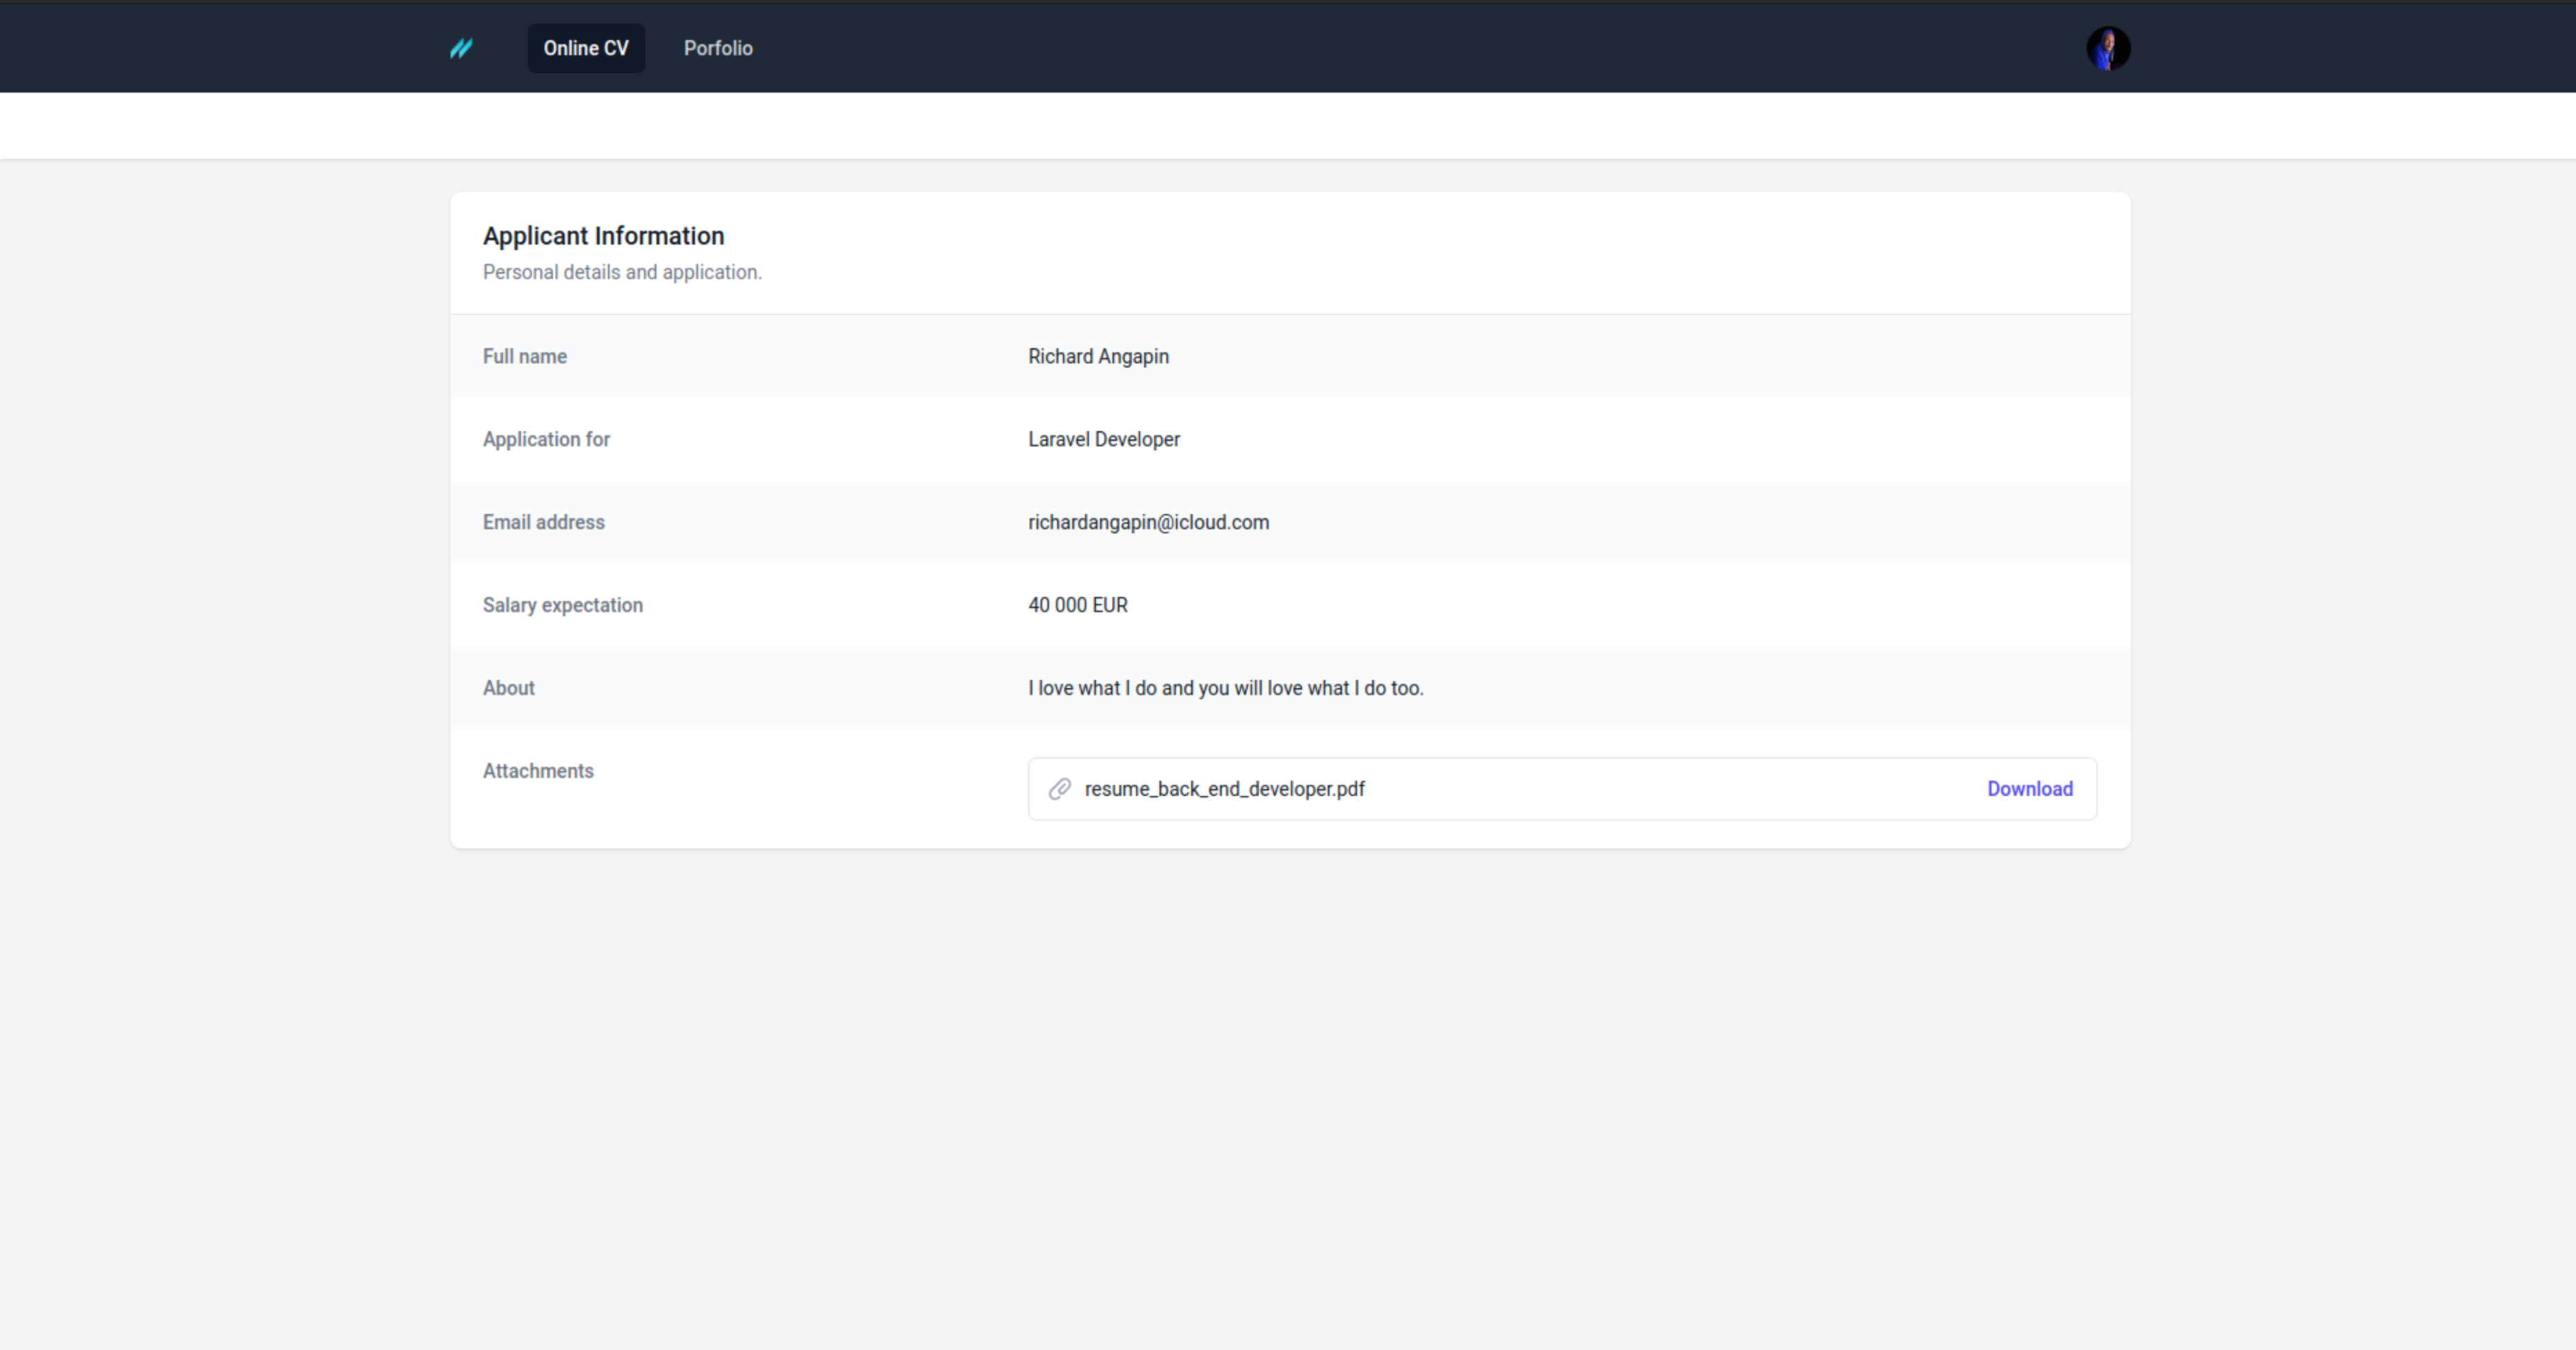 Online CV
Porfolio
Applicant Information
Personal details and application.
Full name
Richard Angapin
Application for
Laravel Developer
Email address
richardangapin@icloud.com
Salary expectation
40 000 EUR
About
I love what I do and you will love what I do too.
Attachments
resume_back_end_developer.pdf
Download